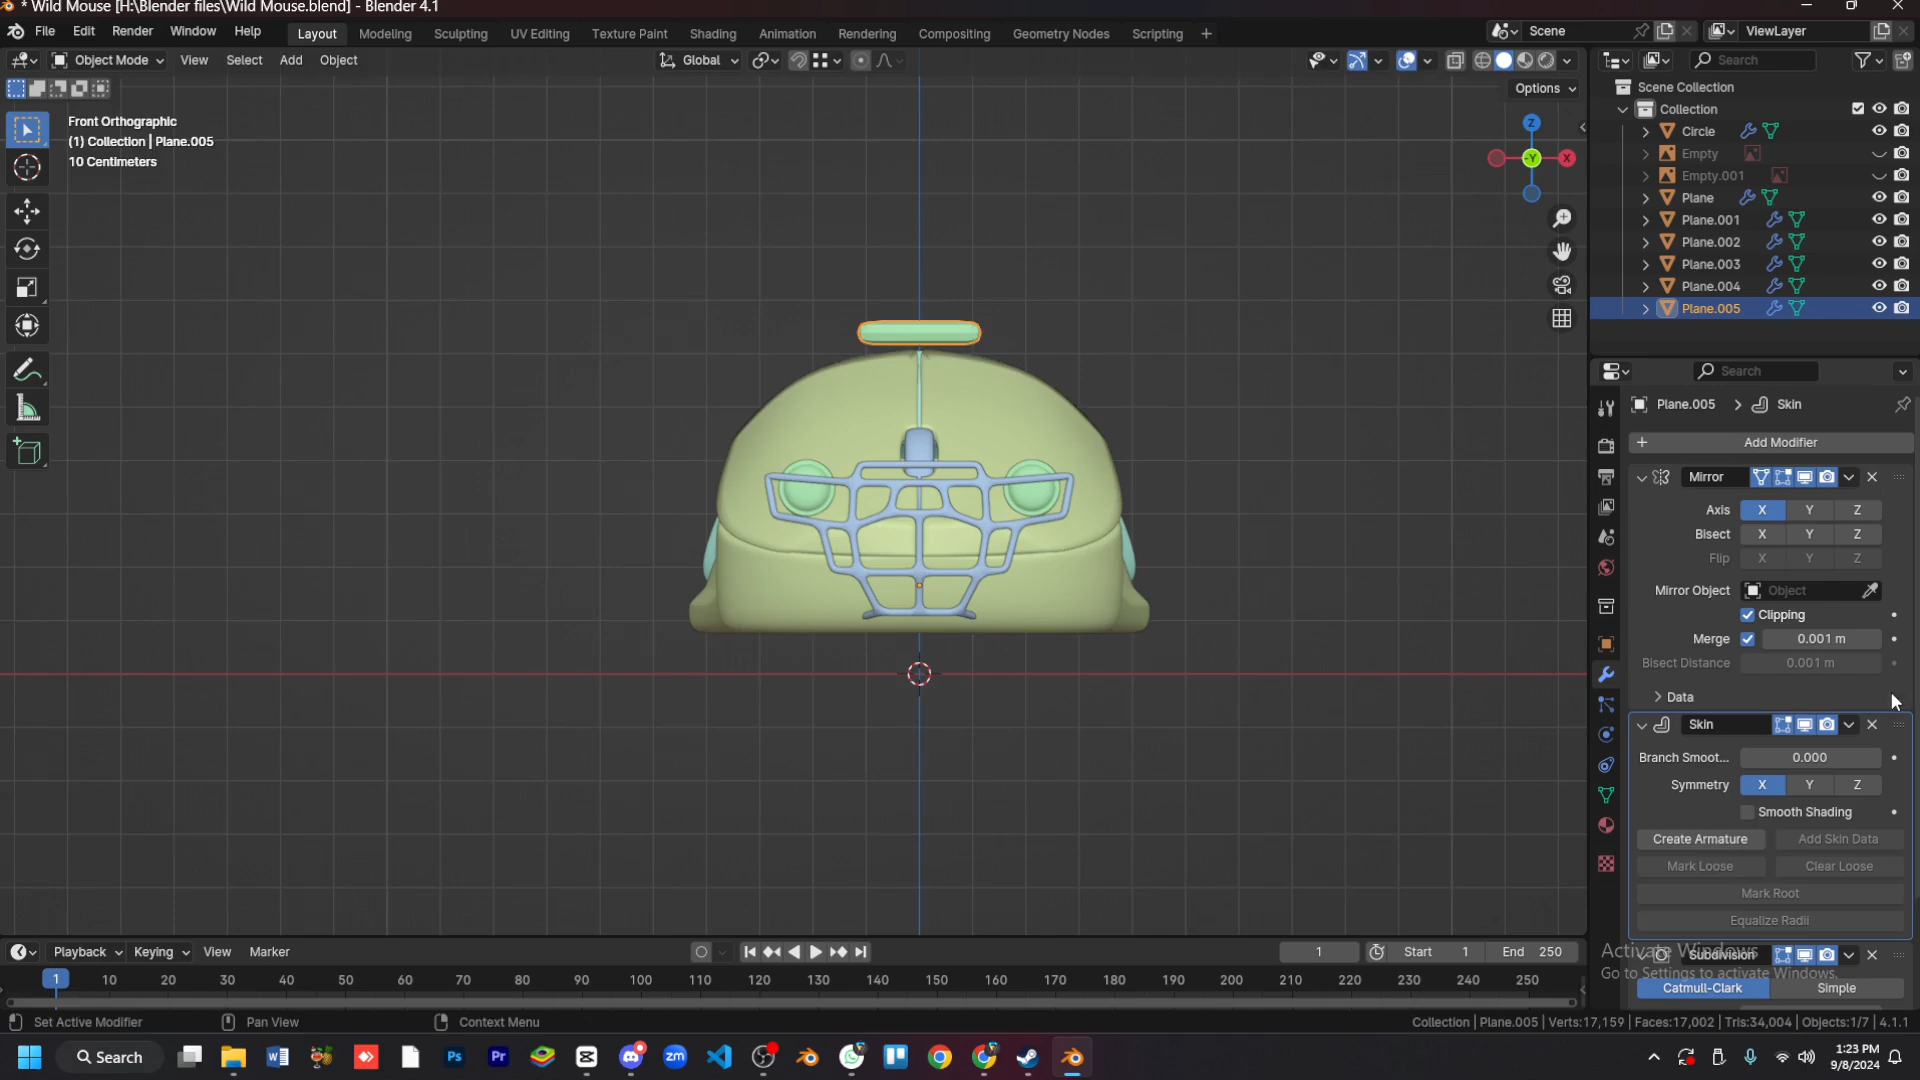 * Wild Mouse [H:\Blender files\Wild Mouse.blend] - Blender 4.1
File Edit Render Window Help Layout Modeling Sculpting UV Editing Texture Paint Shading Animation Rendering Compositing Geometry Nodes Scripting + Scene ViewLayer
Object Mode View Select Add Object Global Search
Options
Scene Collection
Collection
Circle
Empty
Empty.001
Plane
Plane.001
Plane.002
Plane.003
Plane.004
Plane.005
Front Orthographic
(1) Collection | Plane.005
10 Centimeters
Z
-Y X
Search
Plane.005 > Skin
+ Add Modifier
Mirror
Axis X Y Z
Bisect X Y Z
Flip X Y Z
Mirror Object Object
Clipping
Merge 0.001 m
Bisect Distance 0.001 m
Data
Skin
Branch Smoot... 0.000
Symmetry X Y Z
Smooth Shading
Create Armature Add Skin Data
Mark Loose Clear Loose
Mark Root
Equalize Radii
Subdivision
Catmull-Clark Simple
Activate Windows
Go to Settings to activate Windows.
Playback Keying View Marker 1 Start 1 End 250
1 10 20 30 40 50 60 70 80 90 100 110 120 130 140 150 160 170 180 190 200 210 220 230 240 250
Set Active Modifier Pan View Context Menu Collection | Plane.005 | Verts:17,159 | Faces:17,002 | Tris:34,004 | Objects:1/7 | 4.1.1
Search
1:23 PM
9/8/2024